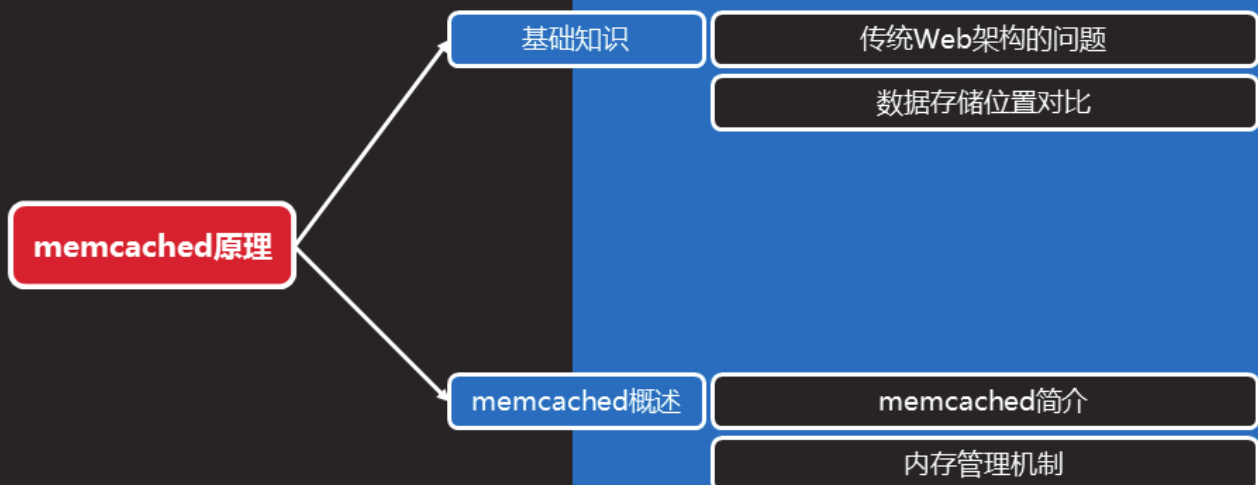 基础知识
传统Web架构的问题
数据存储位置对比
memcached原理
memcached概述
memcached简介
内存管理机制